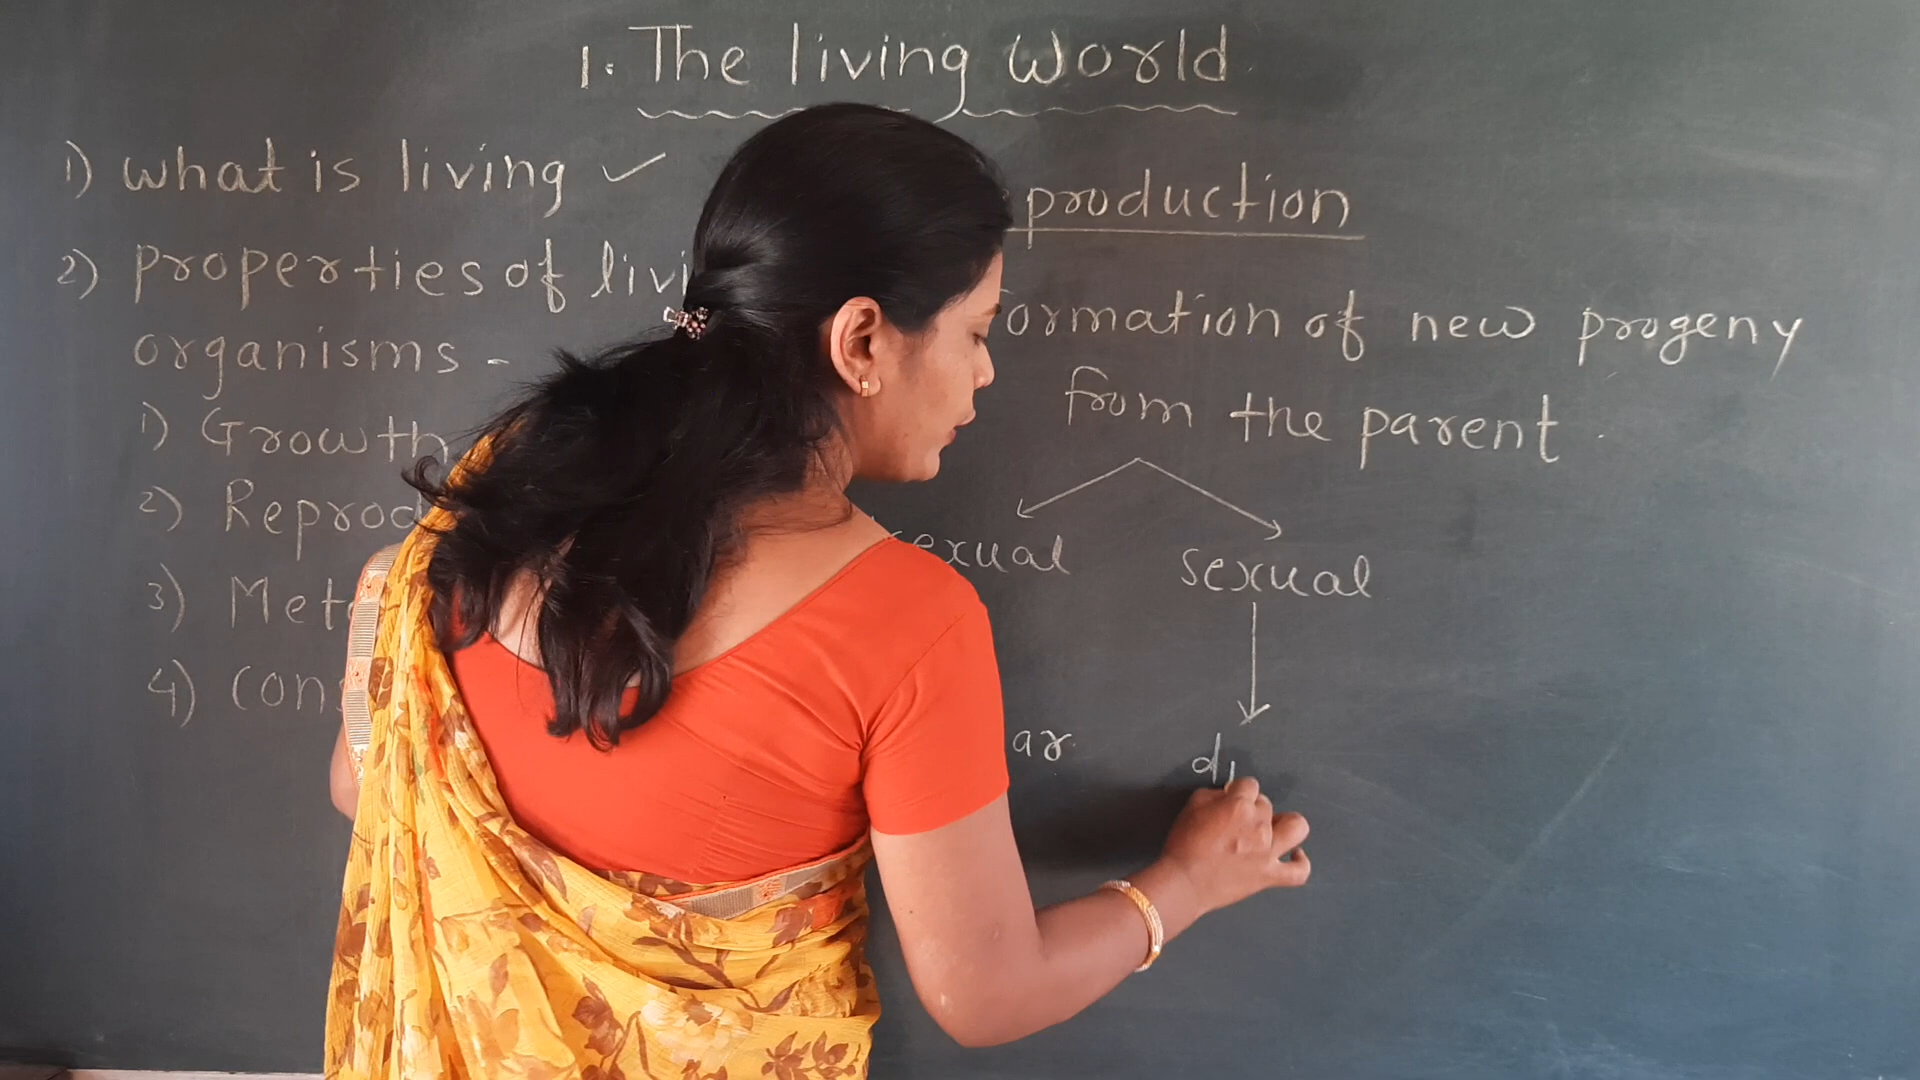 1. The living world
1) what is living ✓
2) properties of livi
organisms -
1) Growth
2) Reprod
3) Met
4) cons
production
ormation of new progeny
from the parent.
exual sexual
ar